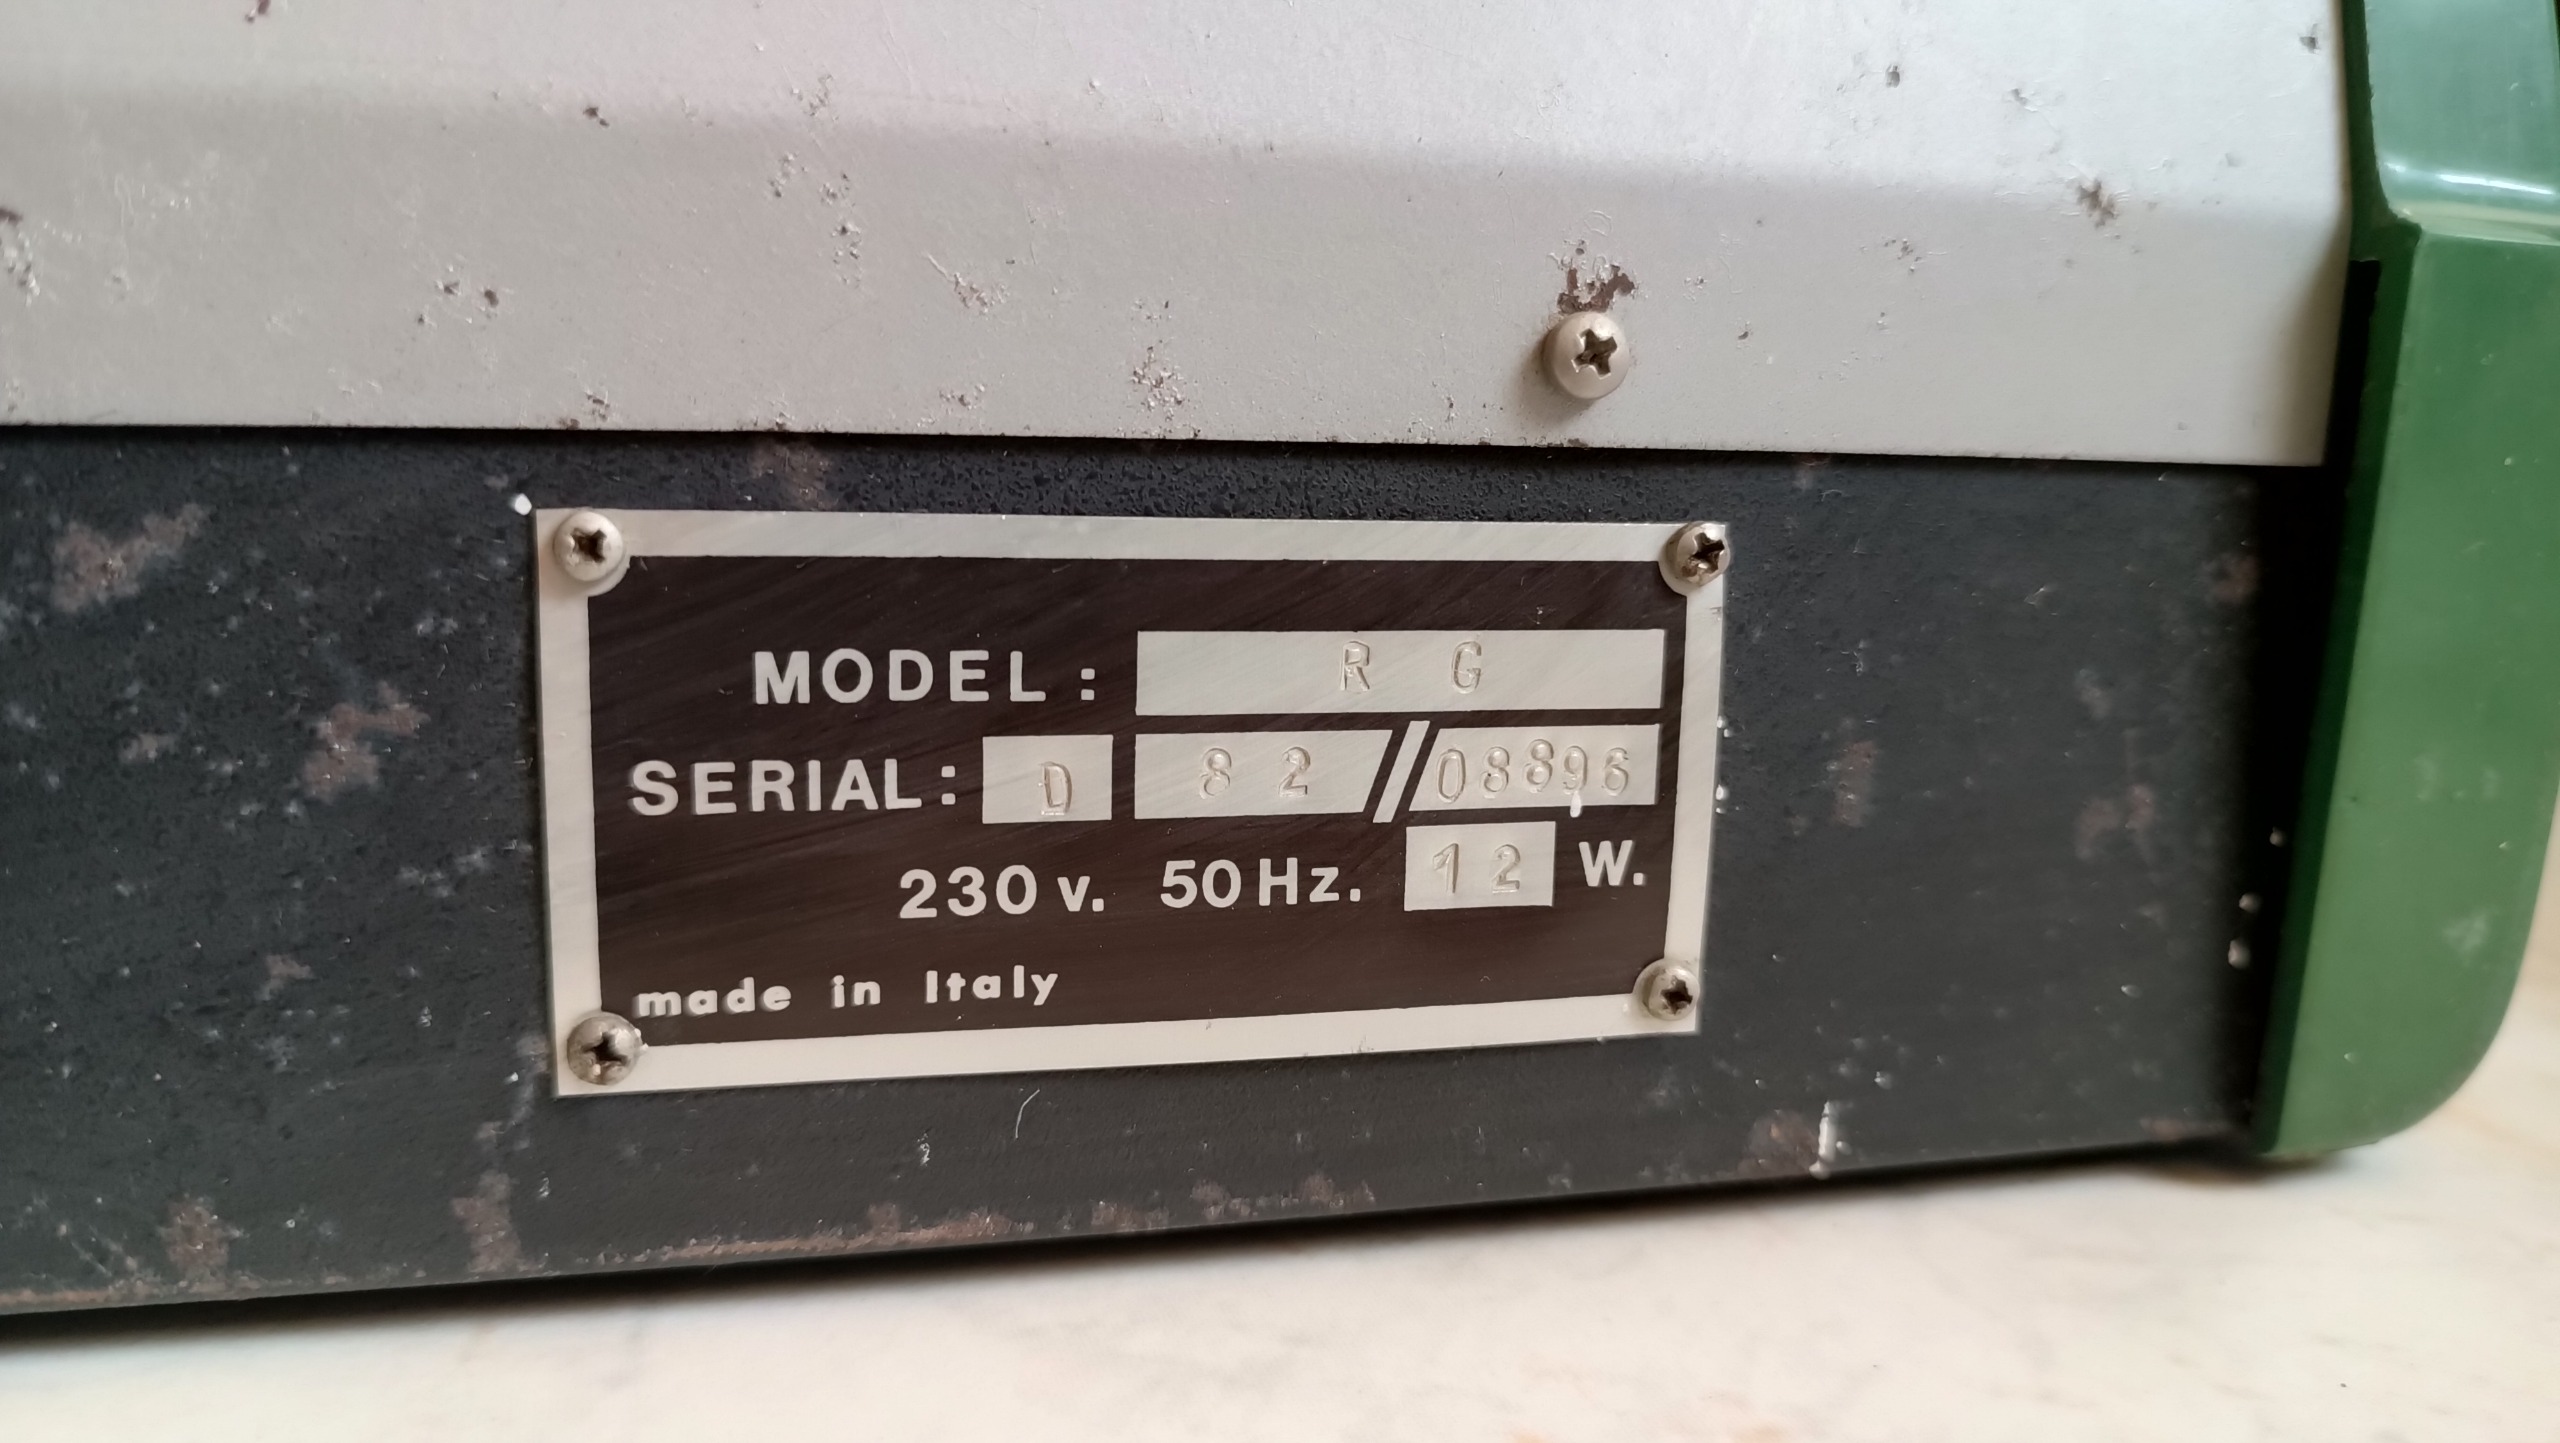 MODEL: R G
SERIAL: D 82//08896
230 v. 50 Hz. 12 W.
made in Italy